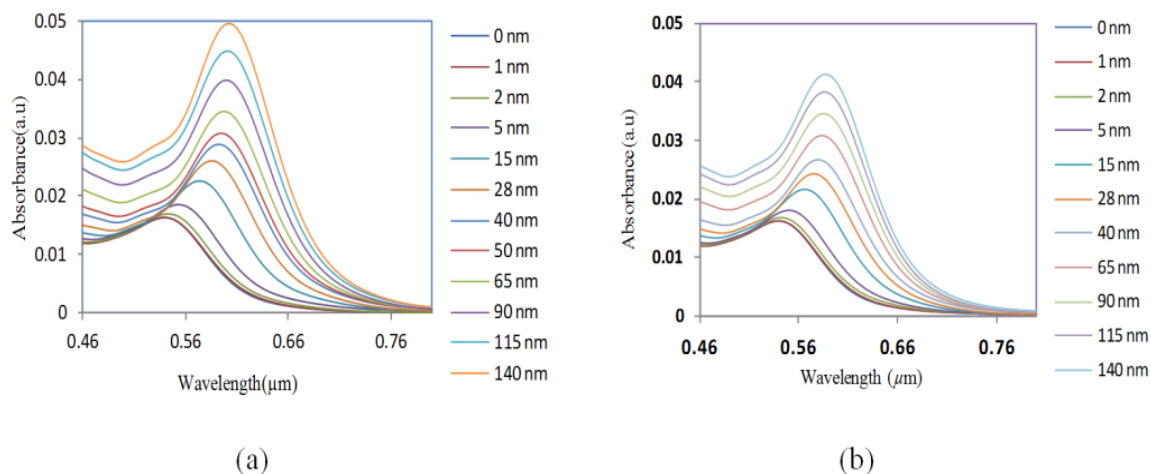 0.05
0.04
0.03
0.02
0.01
0
Absorbance(a.u)
0.46
0.56
0.66
0.76
Wavelength(µm)
0 nm
1 nm
2 nm
5 nm
15 nm
28 nm
40 nm
50 nm
65 nm
90 nm
115 nm
140 nm
(a)
0.05
0.04
0.03
0.02
0.01
0
Absorbance (a.u)
0.46
0.56
0.66
0.76
Wavelength (µm)
0 nm
1 nm
2 nm
5 nm
15 nm
28 nm
40 nm
65 nm
90 nm
115 nm
140 nm
(b)